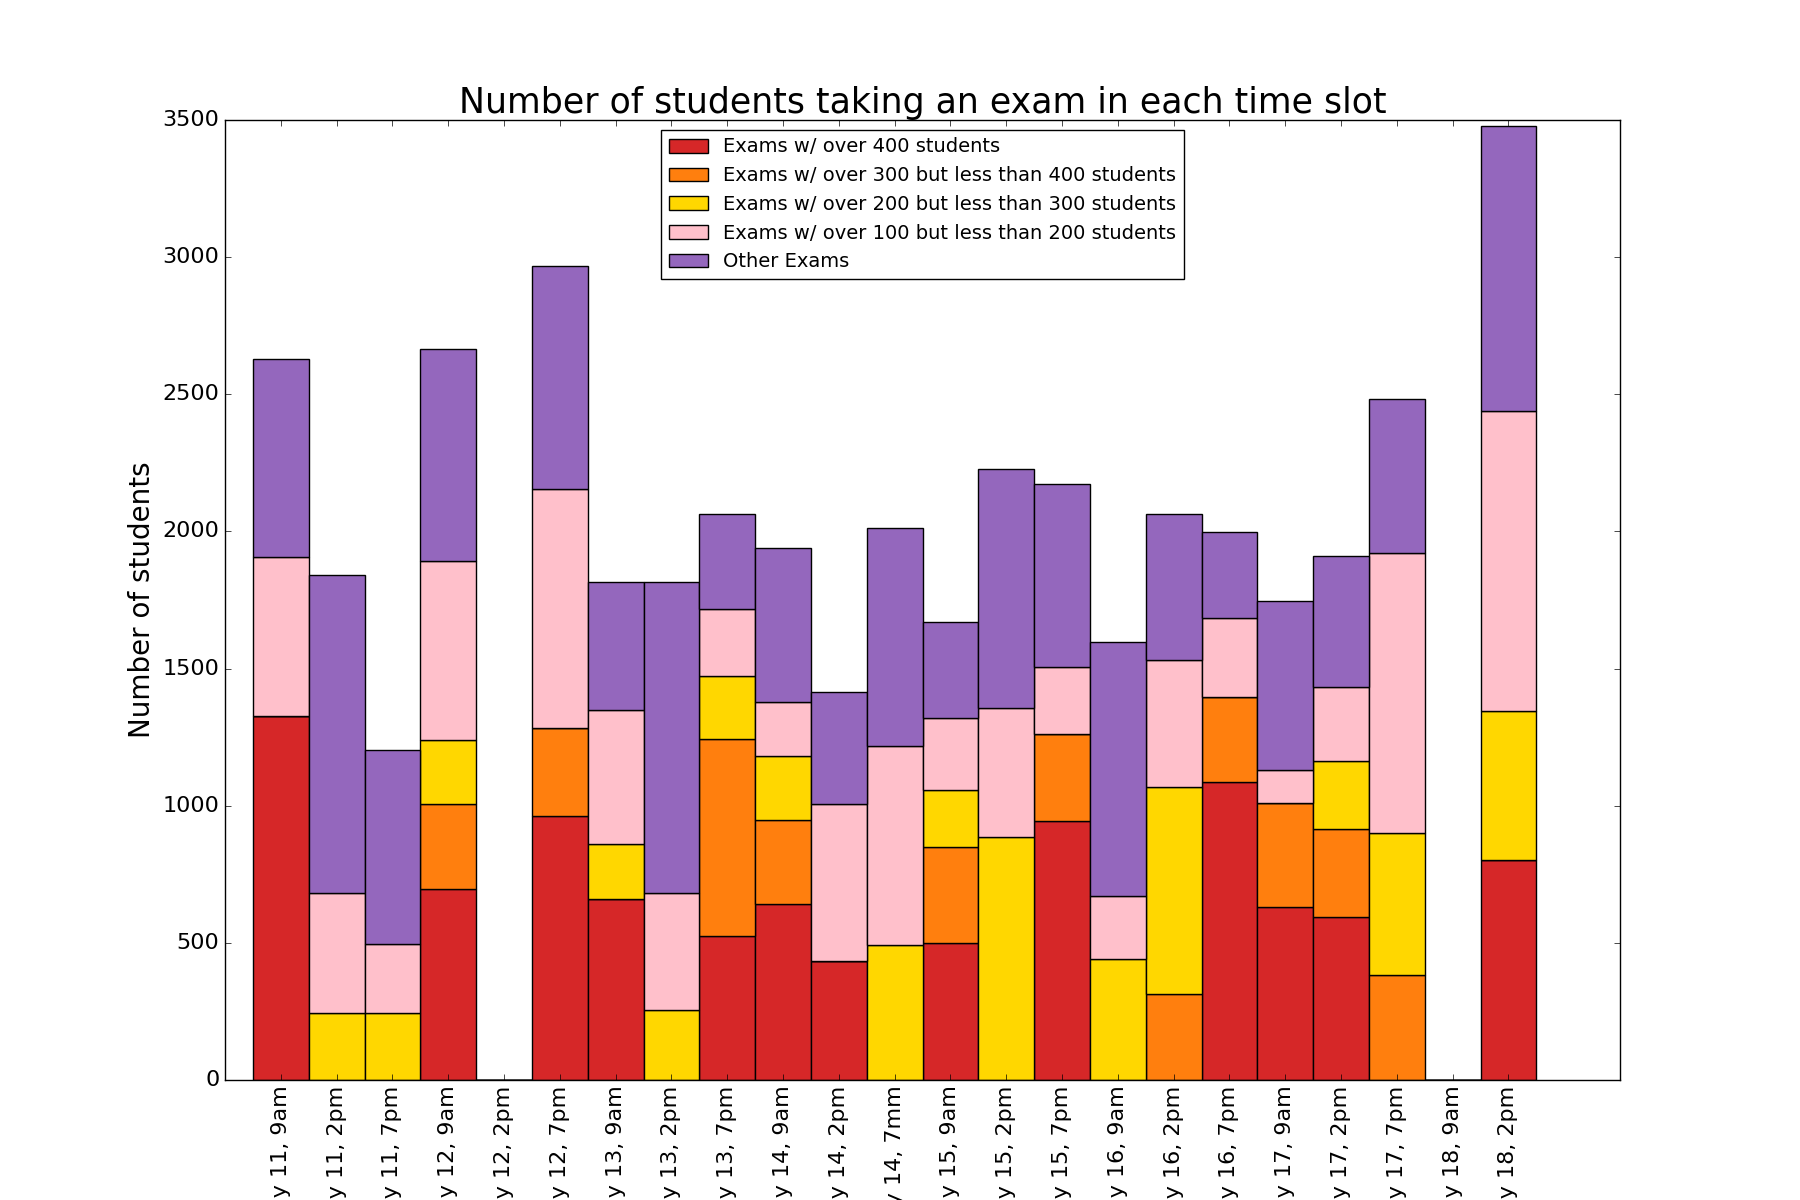 Number of students taking an exam in each time slot
Exams w/ over 400 students
Exams w/ over 300 but less than 400 students
Exams w/ over 200 but less than 300 students
Exams w/ over 100 but less than 200 students
Other Exams
Number of students
3500
3000
2500
2000
1500
1000
500
0
y 11, 9am
y 11, 2pm
y 11, 7pm
y 12, 9am
y 12, 2pm
y 12, 7pm
y 13, 9am
y 13, 2pm
y 13, 7pm
y 14, 9am
y 14, 2pm
y 14, 7mm
y 15, 9am
y 15, 2pm
y 15, 7pm
y 16, 9am
y 16, 2pm
y 16, 7pm
y 17, 9am
y 17, 2pm
y 17, 7pm
y 18, 9am
y 18, 2pm